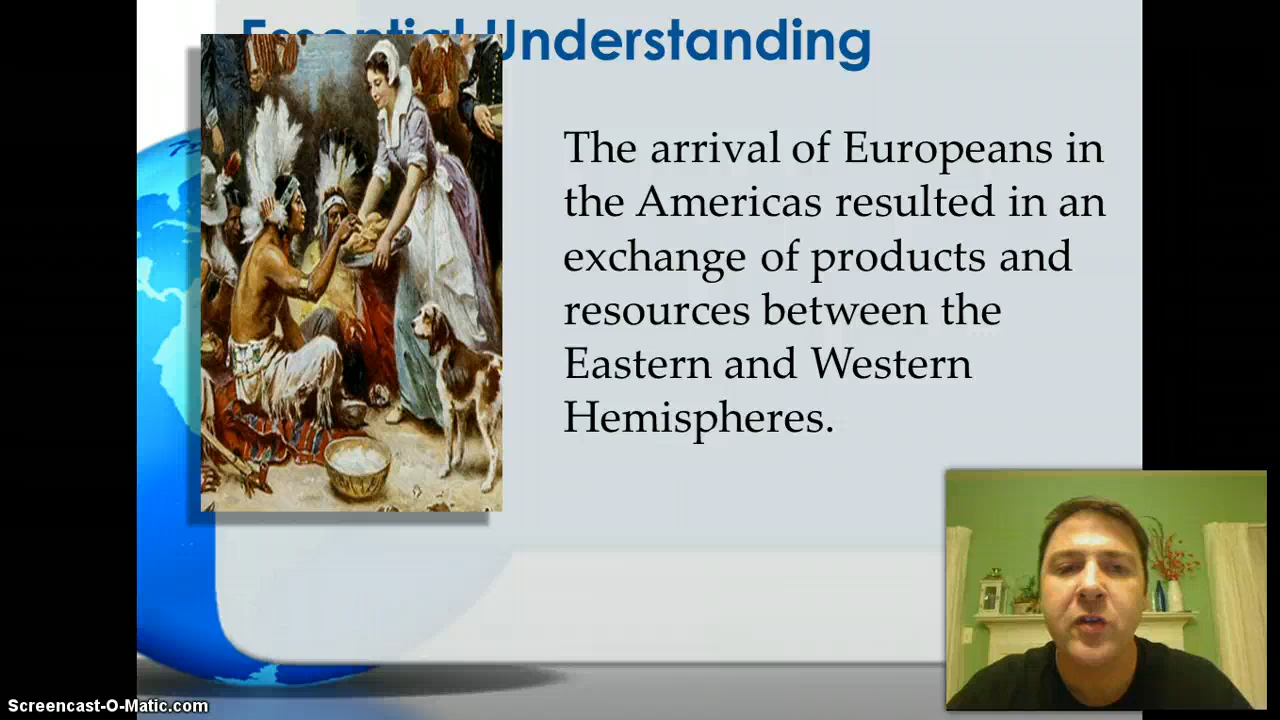 Essential Understanding
The arrival of Europeans in
the Americas resulted in an
exchange of products and
resources between the
Eastern and Western
Hemispheres.
Screencast-O-Matic.com